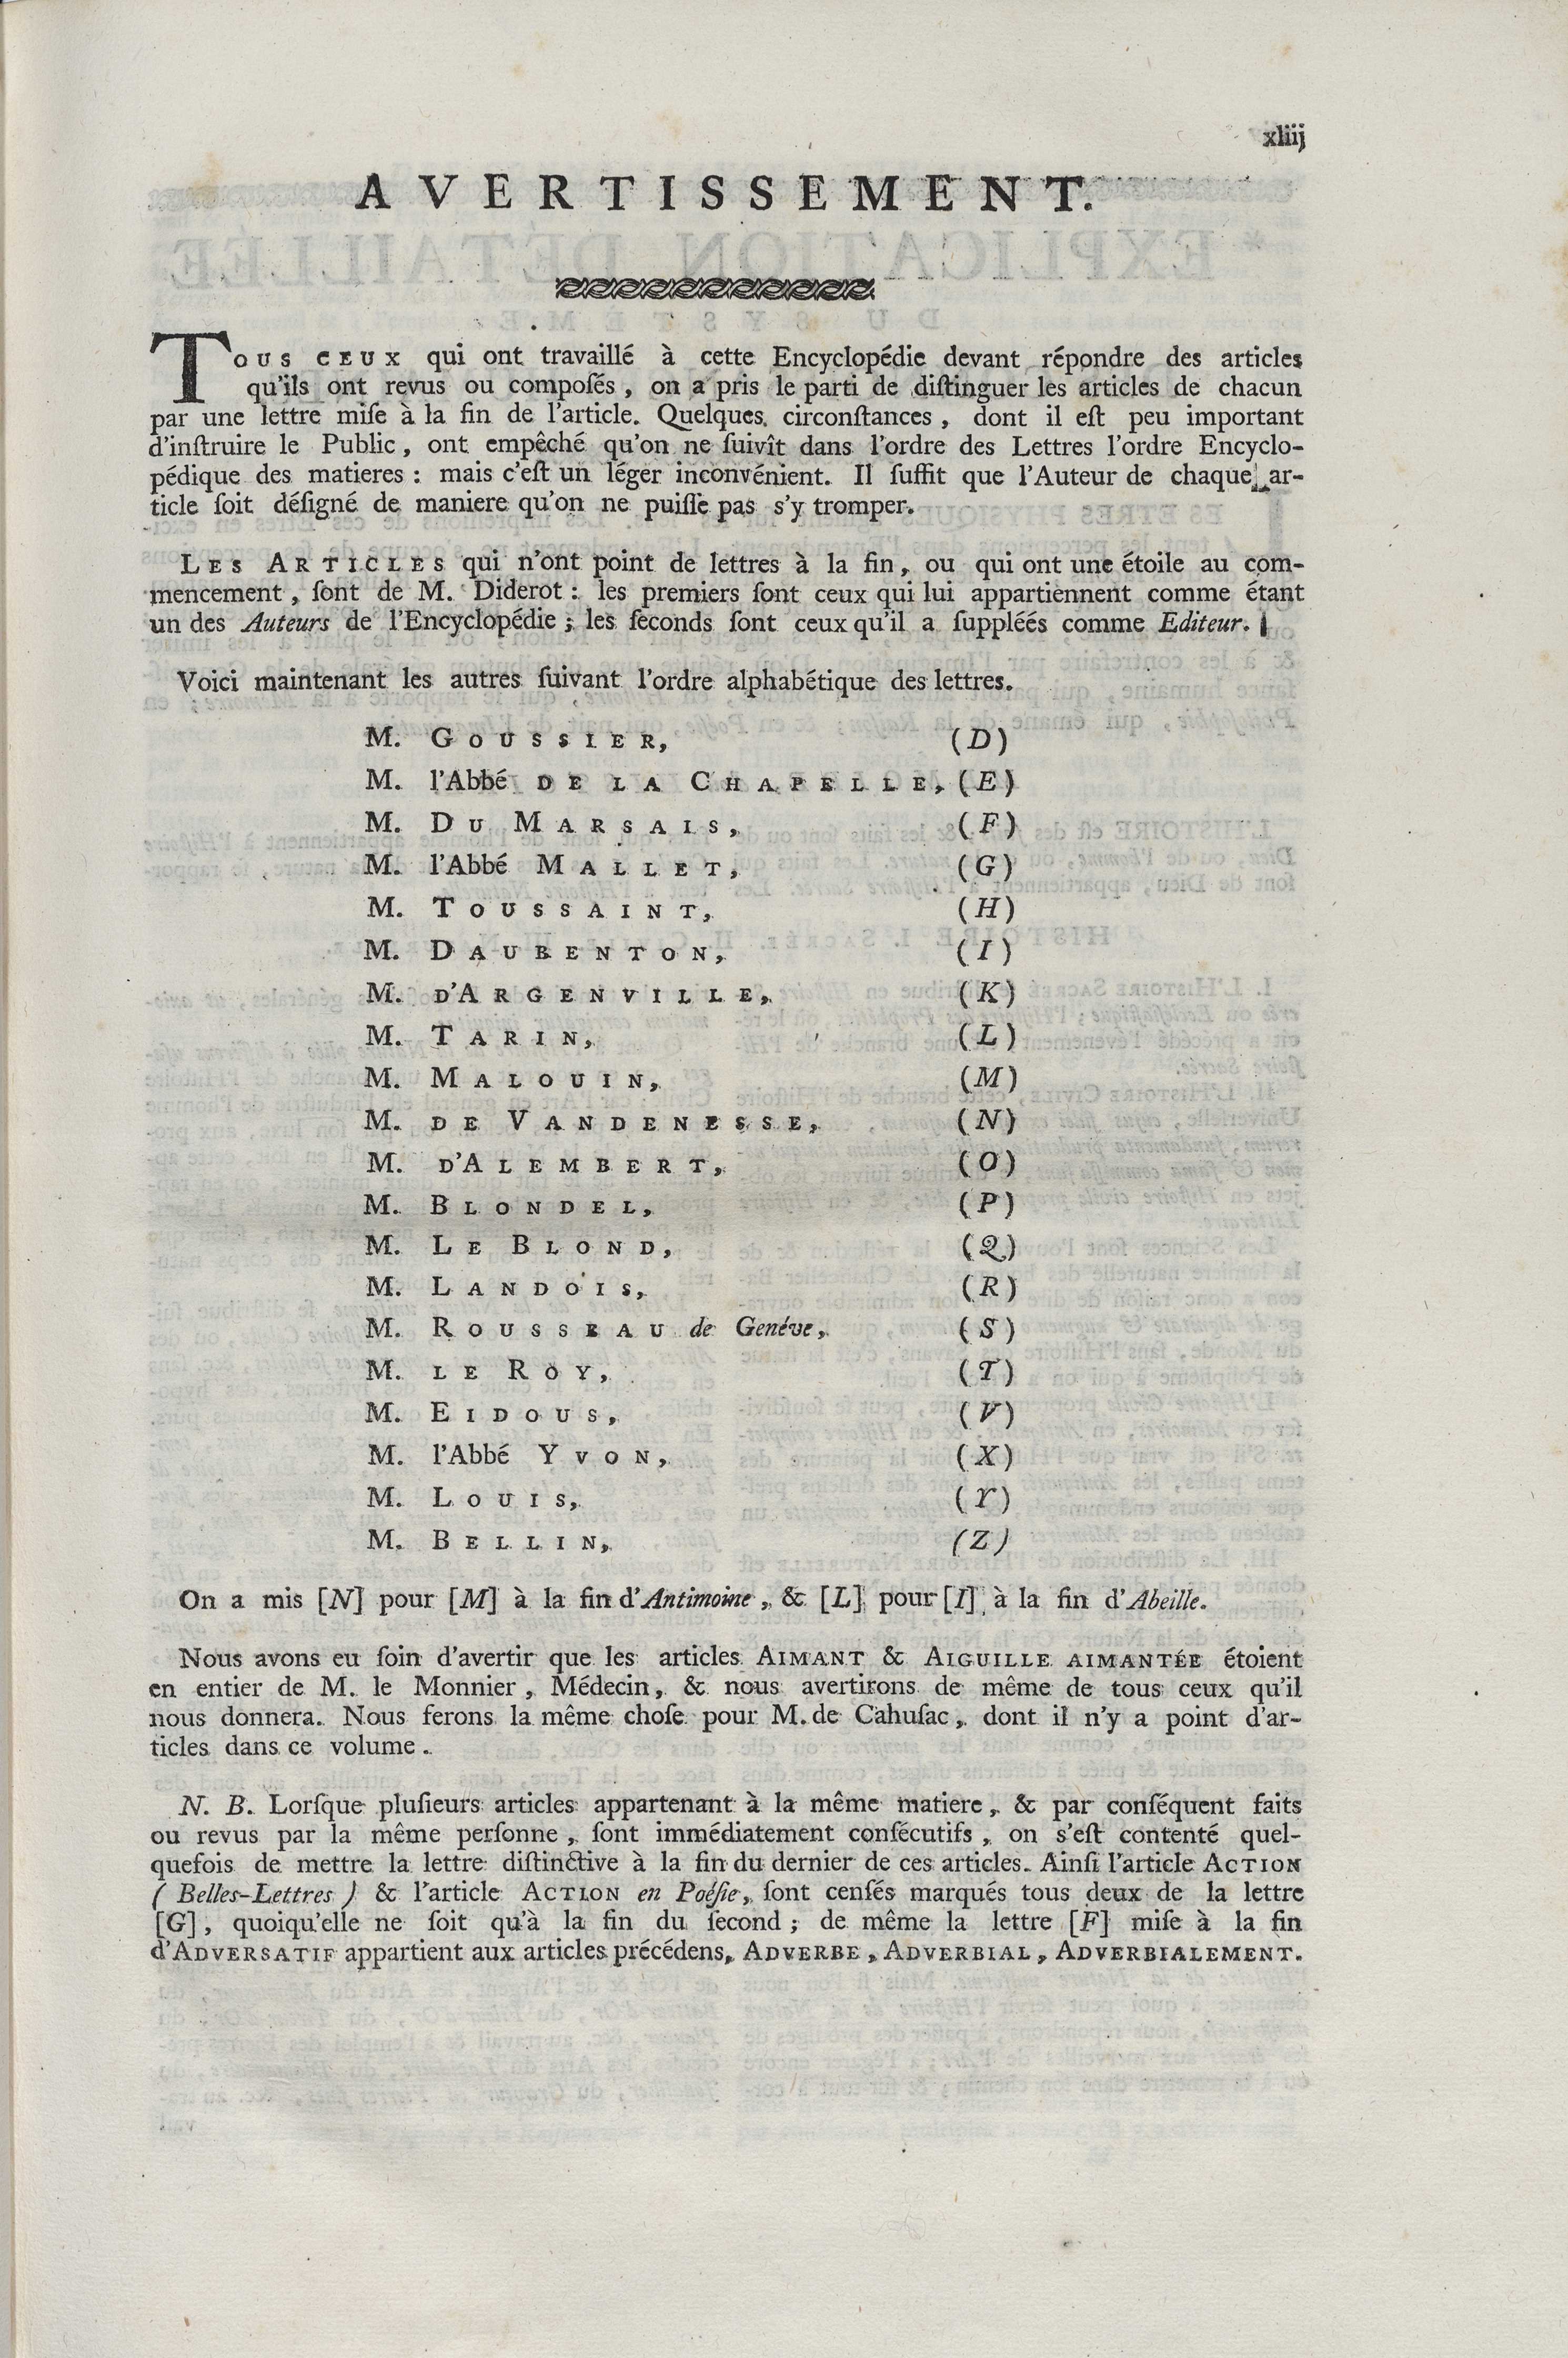 xliij
AVERTISSEMENT.
TOUS CEUX qui ont travaillé à cette Encyclopédie devant répondre des articles
qu'ils ont revus ou compoſés, on a pris le parti de diſtinguer les articles de chacun
par une lettre miſe à la fin de l'article. Quelques circonſtances, dont il eſt peu important
d'inſtruire le Public, ont empêché qu'on ne ſuivît dans l'ordre des Lettres l'ordre Encyclo-
pédique des matieres : mais c'eſt un léger inconvénient. Il ſuffit que l'Auteur de chaque ar-
ticle ſoit déſigné de maniere qu'on ne puiſſe pas s'y tromper.
LES ARTICLES qui n'ont point de lettres à la fin, ou qui ont une étoile au com-
mencement, ſont de M. Diderot : les premiers ſont ceux qui lui appartiennent comme étant
un des Auteurs de l'Encyclopédie ; les ſeconds ſont ceux qu'il a ſuppléés comme Editeur.
Voici maintenant les autres ſuivant l'ordre alphabétique des lettres.
M. GOUSSIER, (D)
M. l'Abbé DE LA CHAPELLE, (E)
M. DU MARSAIS, (F)
M. l'Abbé MALLET, (G)
M. TOUSSAINT, (H)
M. DAUBENTON, (I)
M. D'ARGENVILLE, (K)
M. TARIN, (L)
M. MALOUIN, (M)
M. DE VANDENESSE, (N)
M. D'ALEMBERT, (O)
M. BLONDEL, (P)
M. LE BLOND, (Q)
M. LANDOIS, (R)
M. ROUSSEAU de Genéve, (S)
M. LE ROY, (T)
M. EIDOUS, (V)
M. l'Abbé YVON, (X)
M. LOUIS, (Y)
M. BELLIN, (Z)
On a mis [N] pour [M] à la fin d'Antimoine, & [L] pour [I] à la fin d'Abeille.
Nous avons eu ſoin d'avertir que les articles AIMANT & AIGUILLE AIMANTÉE étoient
en entier de M. le Monnier, Médecin, & nous avertirons de même de tous ceux qu'il
nous donnera. Nous ferons la même choſe pour M. de Cahuſac, dont il n'y a point d'ar-
ticles dans ce volume.
N. B. Lorſque pluſieurs articles appartenant à la même matiere, & par conſéquent faits
ou revus par la même perſonne, ſont immédiatement conſécutifs, on s'eſt contenté quel-
quefois de mettre la lettre diſtinctive à la fin du dernier de ces articles. Ainſi l'article ACTION
(Belles-Lettres) & l'article ACTION en Poéſie, ſont cenſés marqués tous deux de la lettre
[G], quoiqu'elle ne ſoit qu'à la fin du ſecond ; de même la lettre [F] miſe à la fin
d'ADVERSATIF appartient aux articles précédens, ADVERBE, ADVERBIAL, ADVERBIALEMENT.